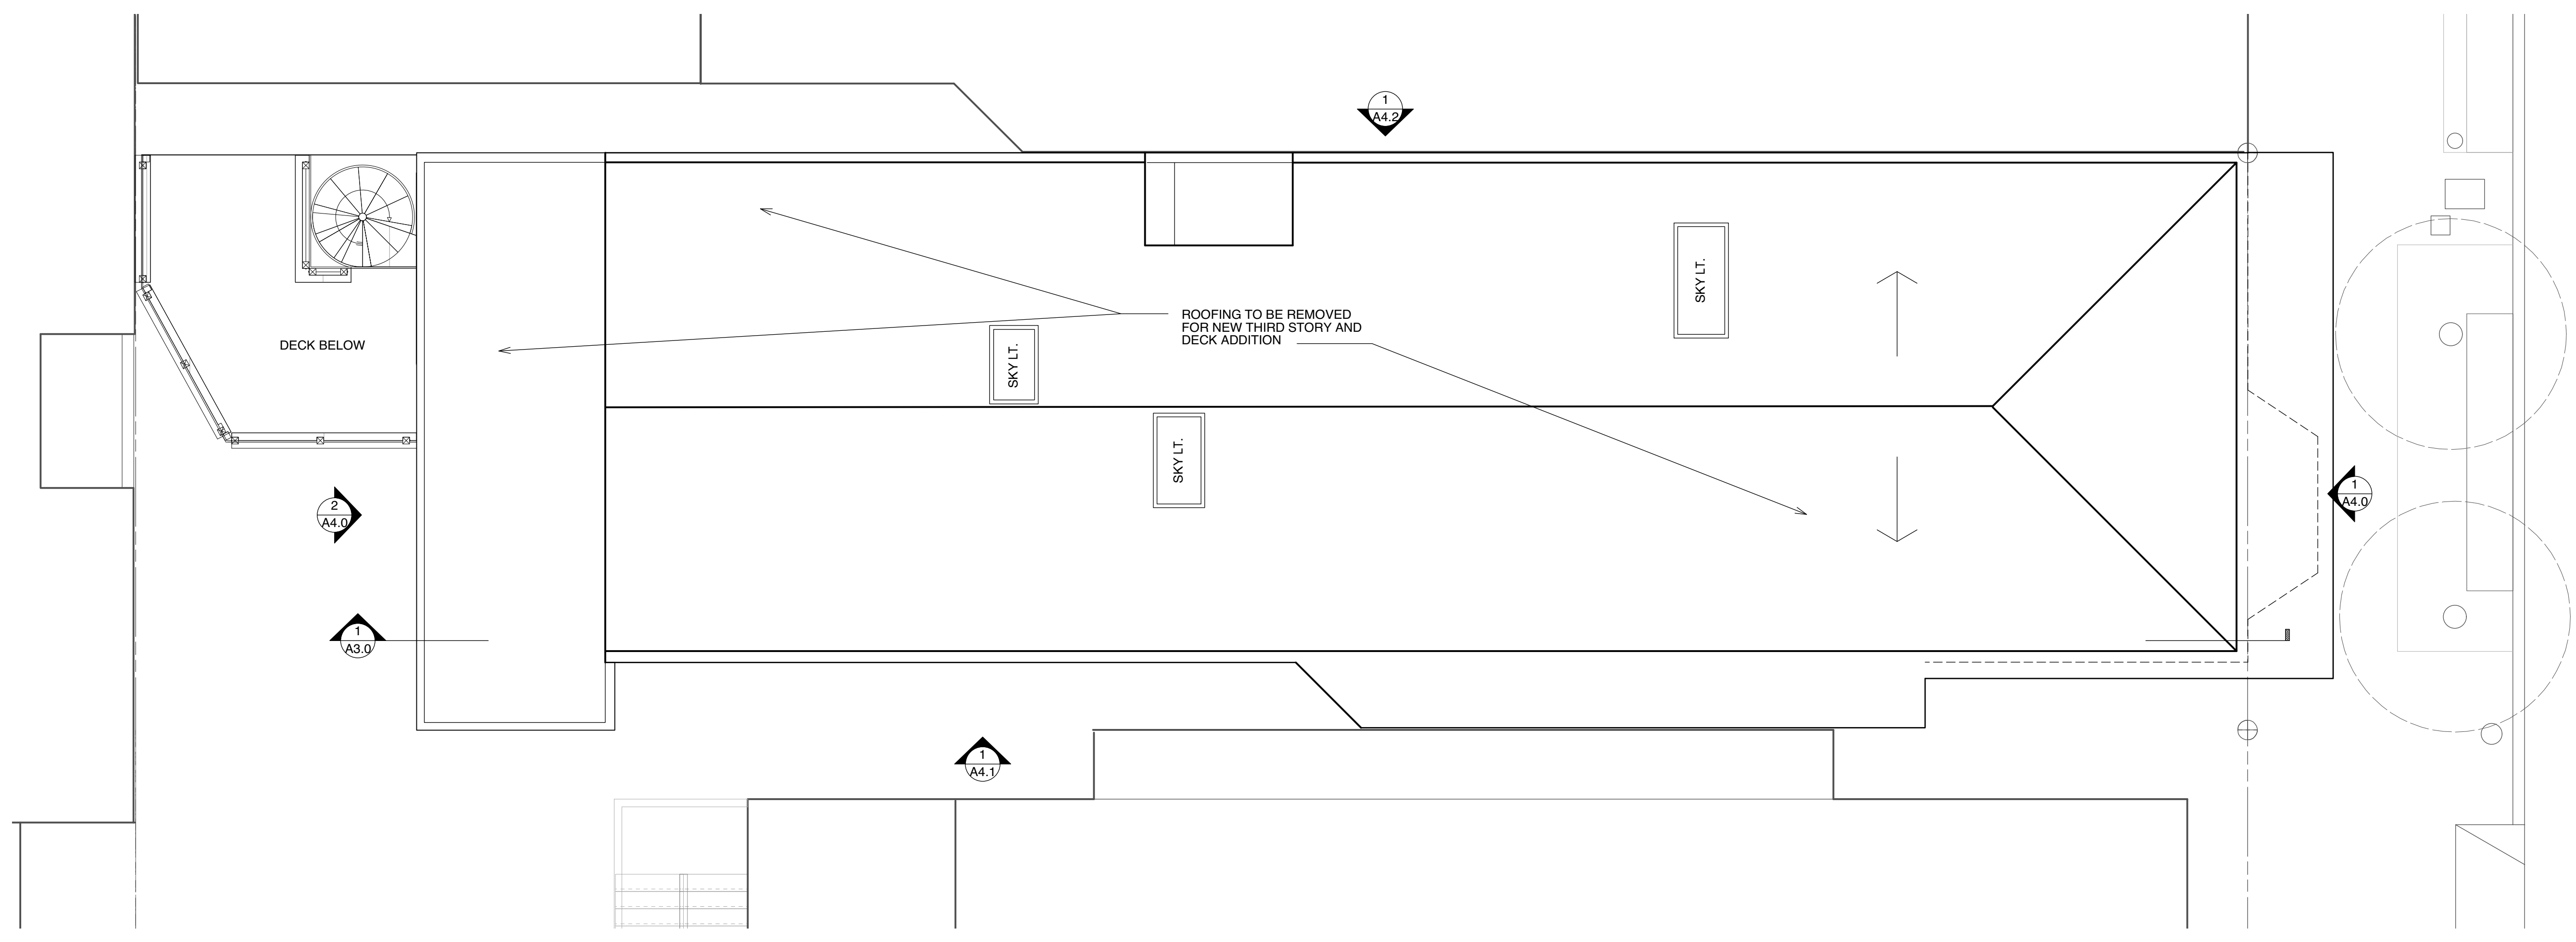 1
A4.2
SKY LT.
ROOFING TO BE REMOVED
FOR NEW THIRD STORY AND
DECK ADDITION
DECK BELOW
SKY LT.
SKY LT.
2
A4.0
1
A4.0
1
A3.0
1
A4.1